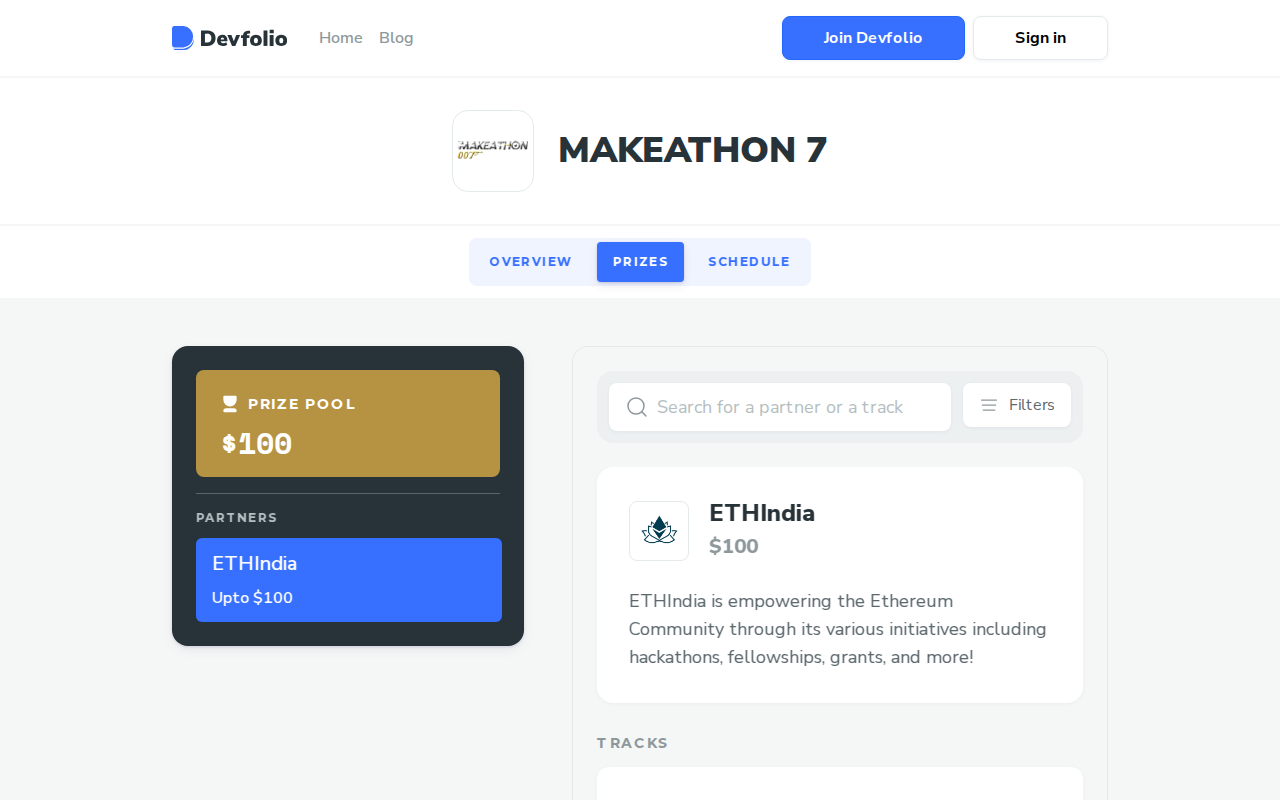 Devfolio
Home
Blog
Join Devfolio
Sign in
MAKEATHON
007
MAKEATHON 7
OVERVIEW
PRIZES
SCHEDULE
PRIZE POOL
$100
PARTNERS
ETHIndia
Upto $100
Search for a partner or a track
Filters
ETHIndia
$100
ETHIndia is empowering the Ethereum
Community through its various initiatives including
hackathons, fellowships, grants, and more!
TRACKS